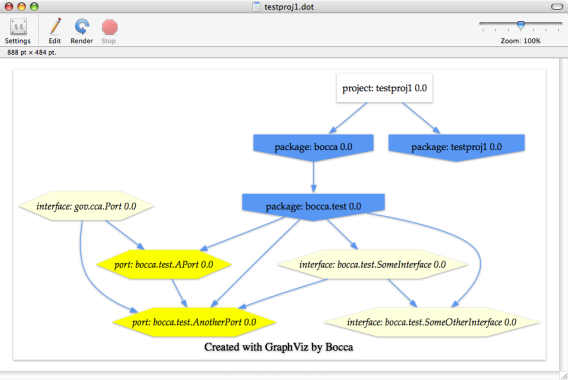 testproj1.dot
Settings
Edit
Render
Stop
Zoom: 100%
888 pt × 484 pt.
project: testproj1 0.0
package: bocca 0.0
package: testproj1 0.0
interface: gov.cca.Port 0.0
package: bocca.test 0.0
port: bocca.test.APort 0.0
interface: bocca.test.SomeInterface 0.0
port: bocca.test.AnotherPort 0.0
interface: bocca.test.SomeOtherInterface 0.0
Created with GraphViz by Bocca